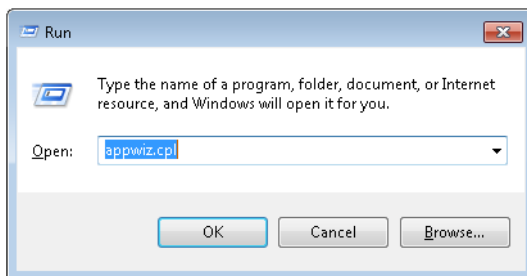 Run
Type the name of a program, folder, document, or Internet
resource, and Windows will open it for you.
Open: appwiz.cpl
OK Cancel Browse...